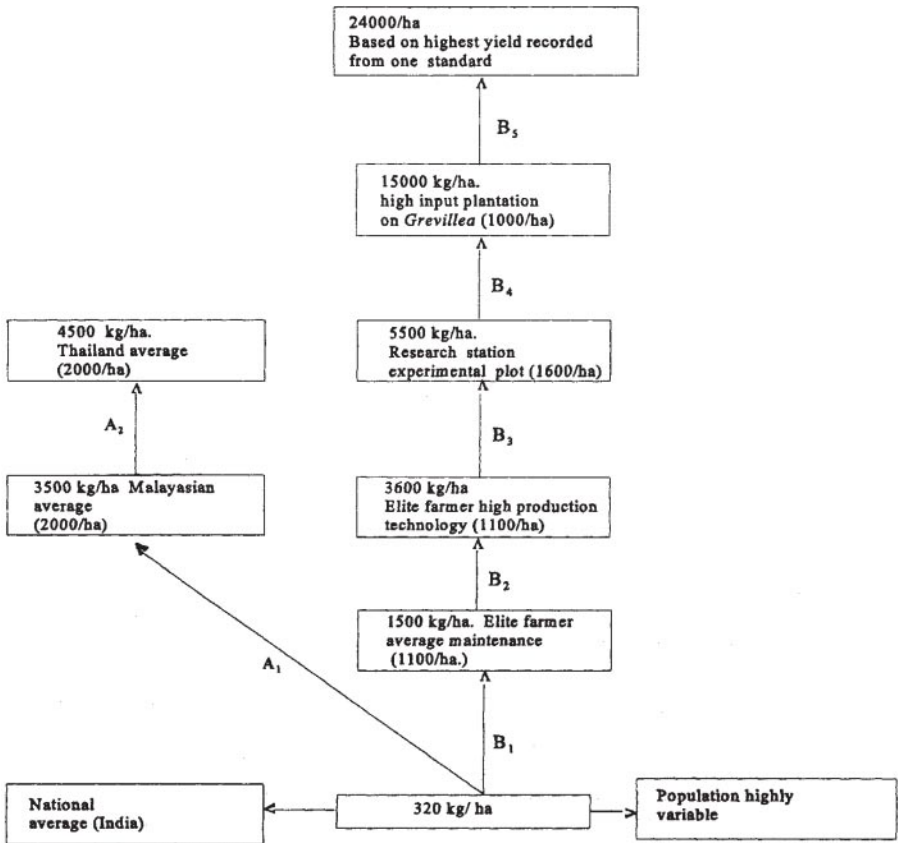 24000/ha
Based on highest yield recorded
from one standard
B₅
15000 kg/ha.
high input plantation
on Grevillea (1000/ha)
B₄
4500 kg/ha.
Thailand average
(2000/ha)
5500 kg/ha.
Research station
experimental plot (1600/ha)
A₂
B₃
3500 kg/ha Malayasian
average
(2000/ha)
3600 kg/ha
Elite farmer high production
technology (1100/ha)
B₂
1500 kg/ha. Elite farmer
average maintenance
(1100/ha.)
A₁
B₁
National
average (India)
320 kg/ ha
Population highly
variable